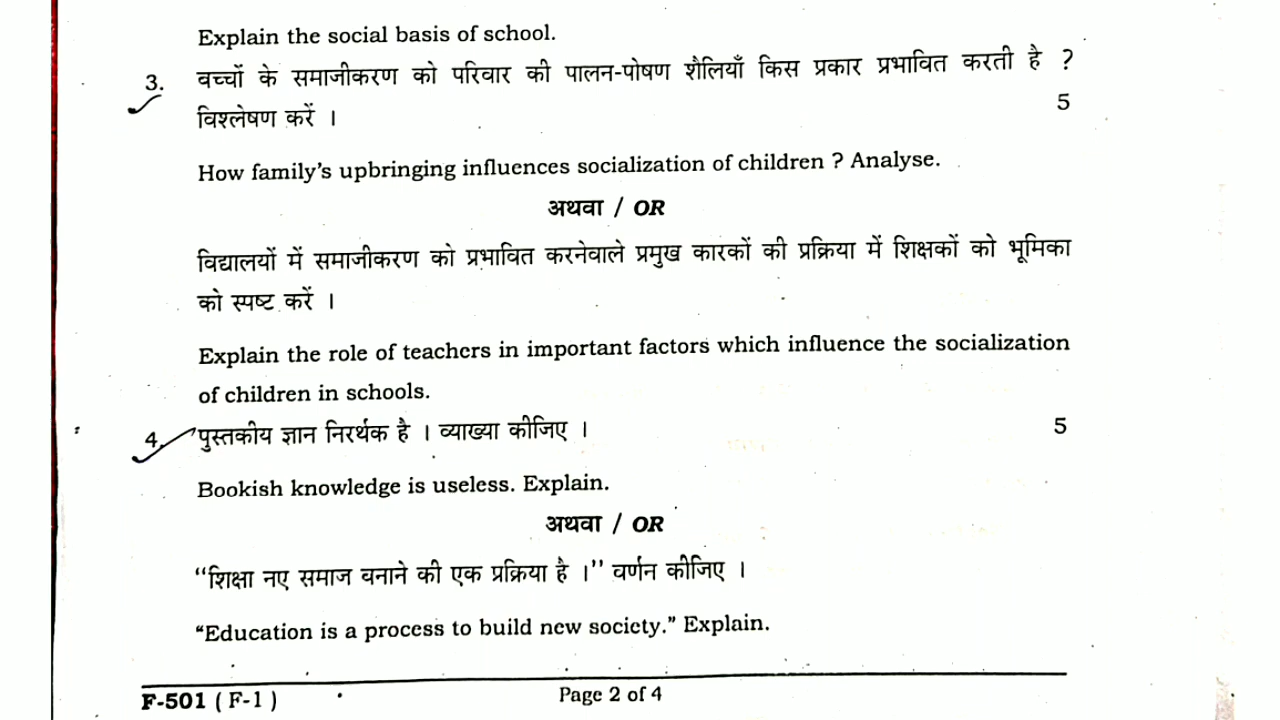 Explain the social basis of school.
3. बच्चों के समाजीकरण को परिवार की पालन-पोषण शैलियाँ किस प्रकार प्रभावित करती है ?
विश्लेषण करें । 5
How family's upbringing influences socialization of children ? Analyse.
अथवा / OR
विद्यालयों में समाजीकरण को प्रभावित करनेवाले प्रमुख कारकों की प्रक्रिया में शिक्षकों को भूमिका
को स्पष्ट करें ।
Explain the role of teachers in important factors which influence the socialization
of children in schools.
4. पुस्तकीय ज्ञान निरर्थक है । व्याख्या कीजिए । 5
Bookish knowledge is useless. Explain.
अथवा / OR
“शिक्षा नए समाज बनाने की एक प्रक्रिया है ।” वर्णन कीजिए ।
“Education is a process to build new society.” Explain.
F-501 ( F-1 ) Page 2 of 4